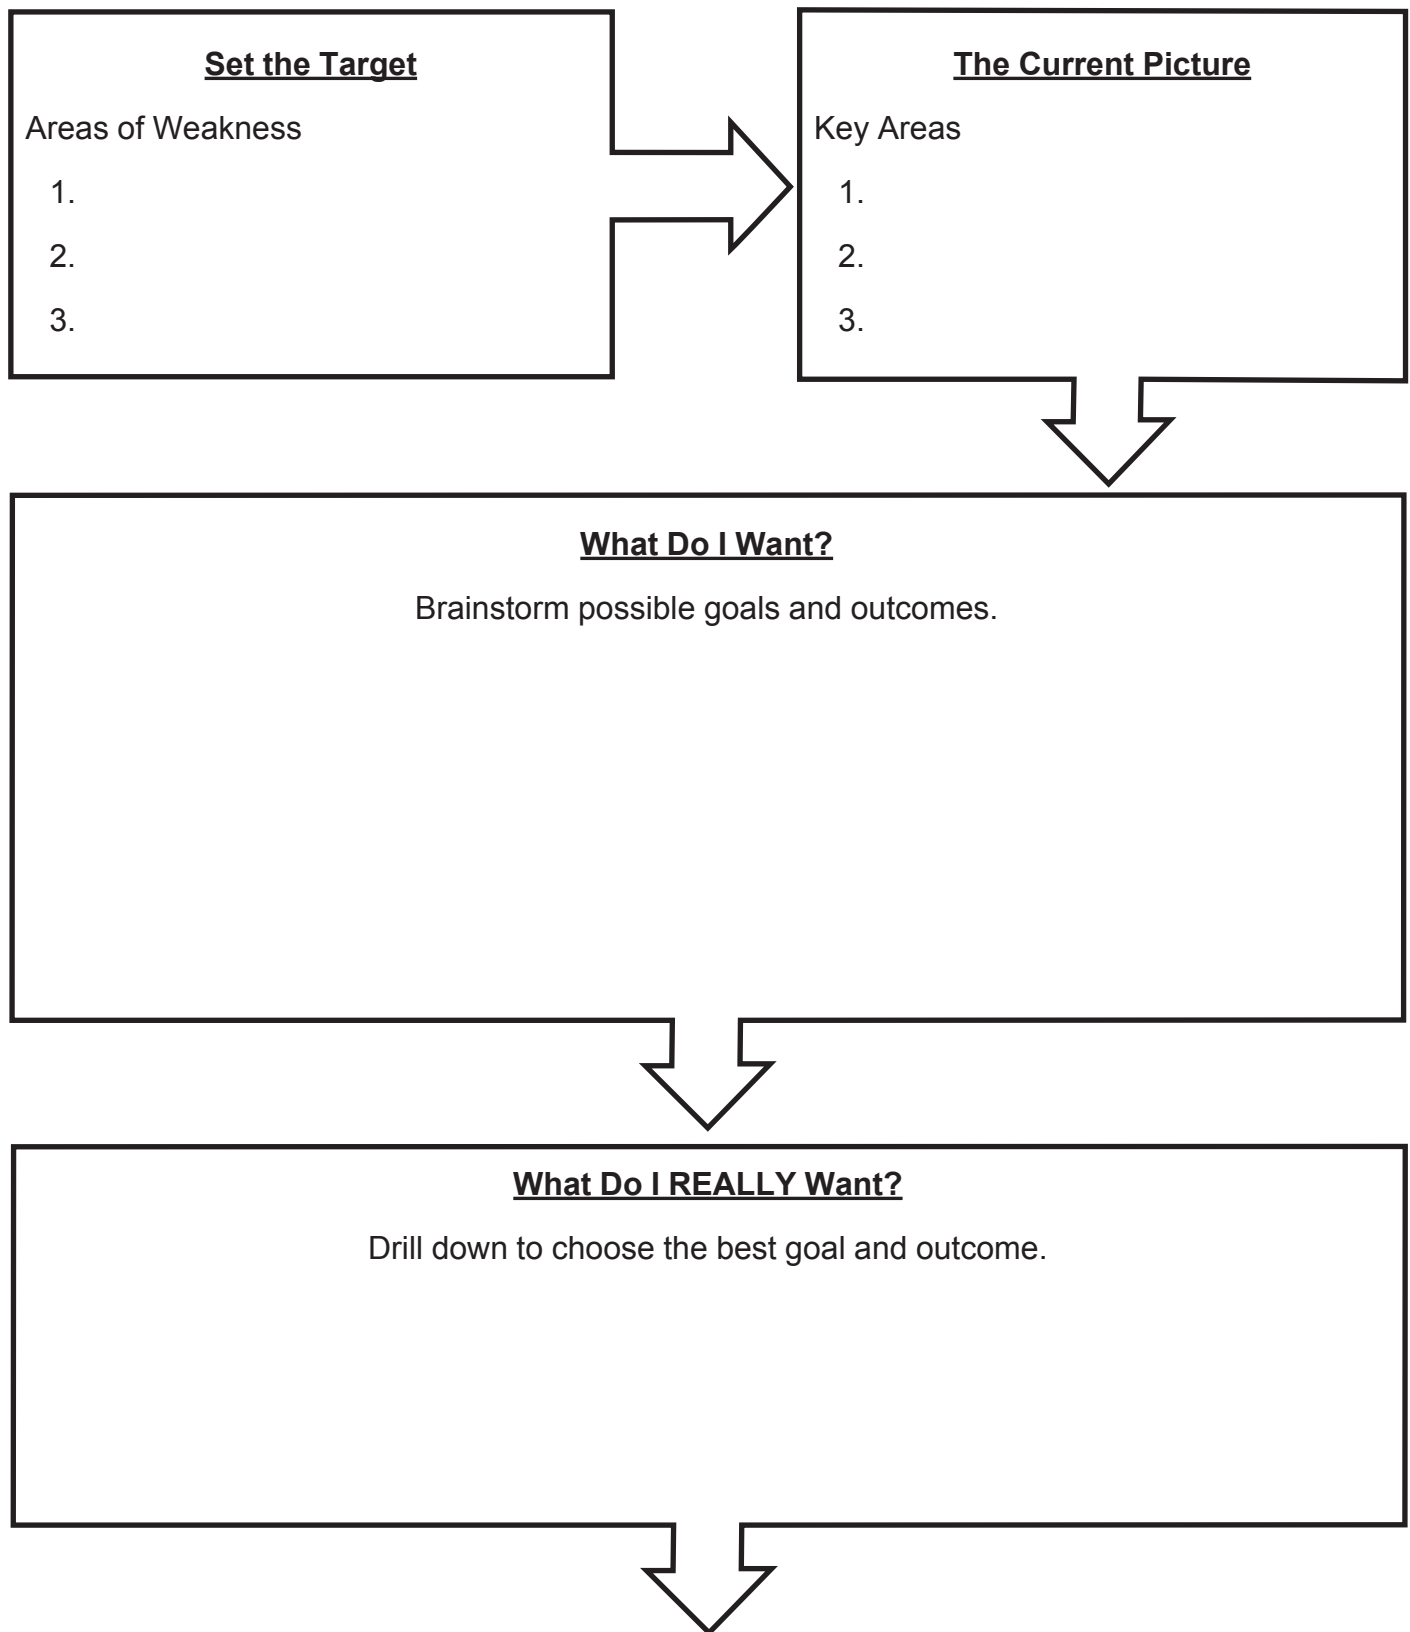 Set the Target
Areas of Weakness
1.
2.
3.
The Current Picture
Key Areas
1.
2.
3.
What Do I Want?
Brainstorm possible goals and outcomes.
What Do I REALLY Want?
Drill down to choose the best goal and outcome.